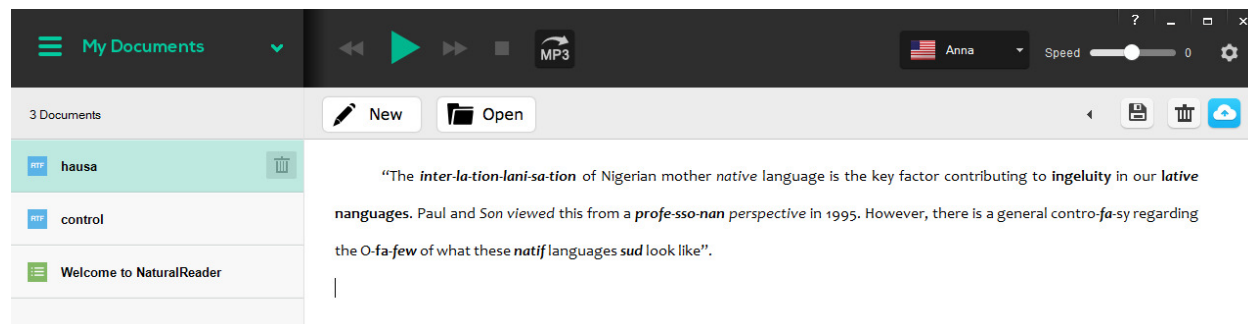 ?
My Documents
MP3
Anna
Speed
0
3 Documents
New
Open
RTF hausa
RTF control
Welcome to NaturalReader
“The inter-la-tion-lani-sa-tion of Nigerian mother native language is the key factor contributing to ingeluity in our lative
nanguages. Paul and Son viewed this from a profe-sso-nan perspective in 1995. However, there is a general contro-fa-sy regarding
the O-fa-few of what these natif languages sud look like”.